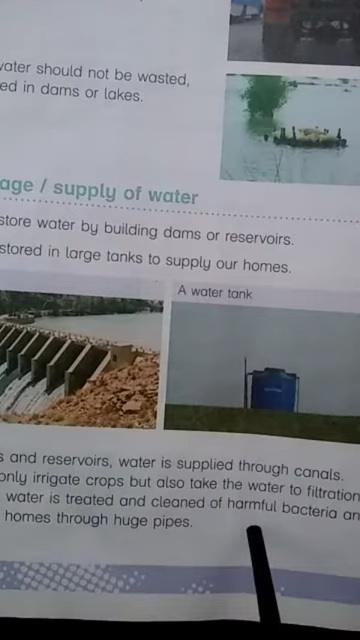 water should not be wasted,
ed in dams or lakes.
age / supply of water
store water by building dams or reservoirs.
stored in large tanks to supply our homes.
A water tank
s and reservoirs, water is supplied through canals.
only irrigate crops but also take the water to filtration
water is treated and cleaned of harmful bacteria an
homes through huge pipes.